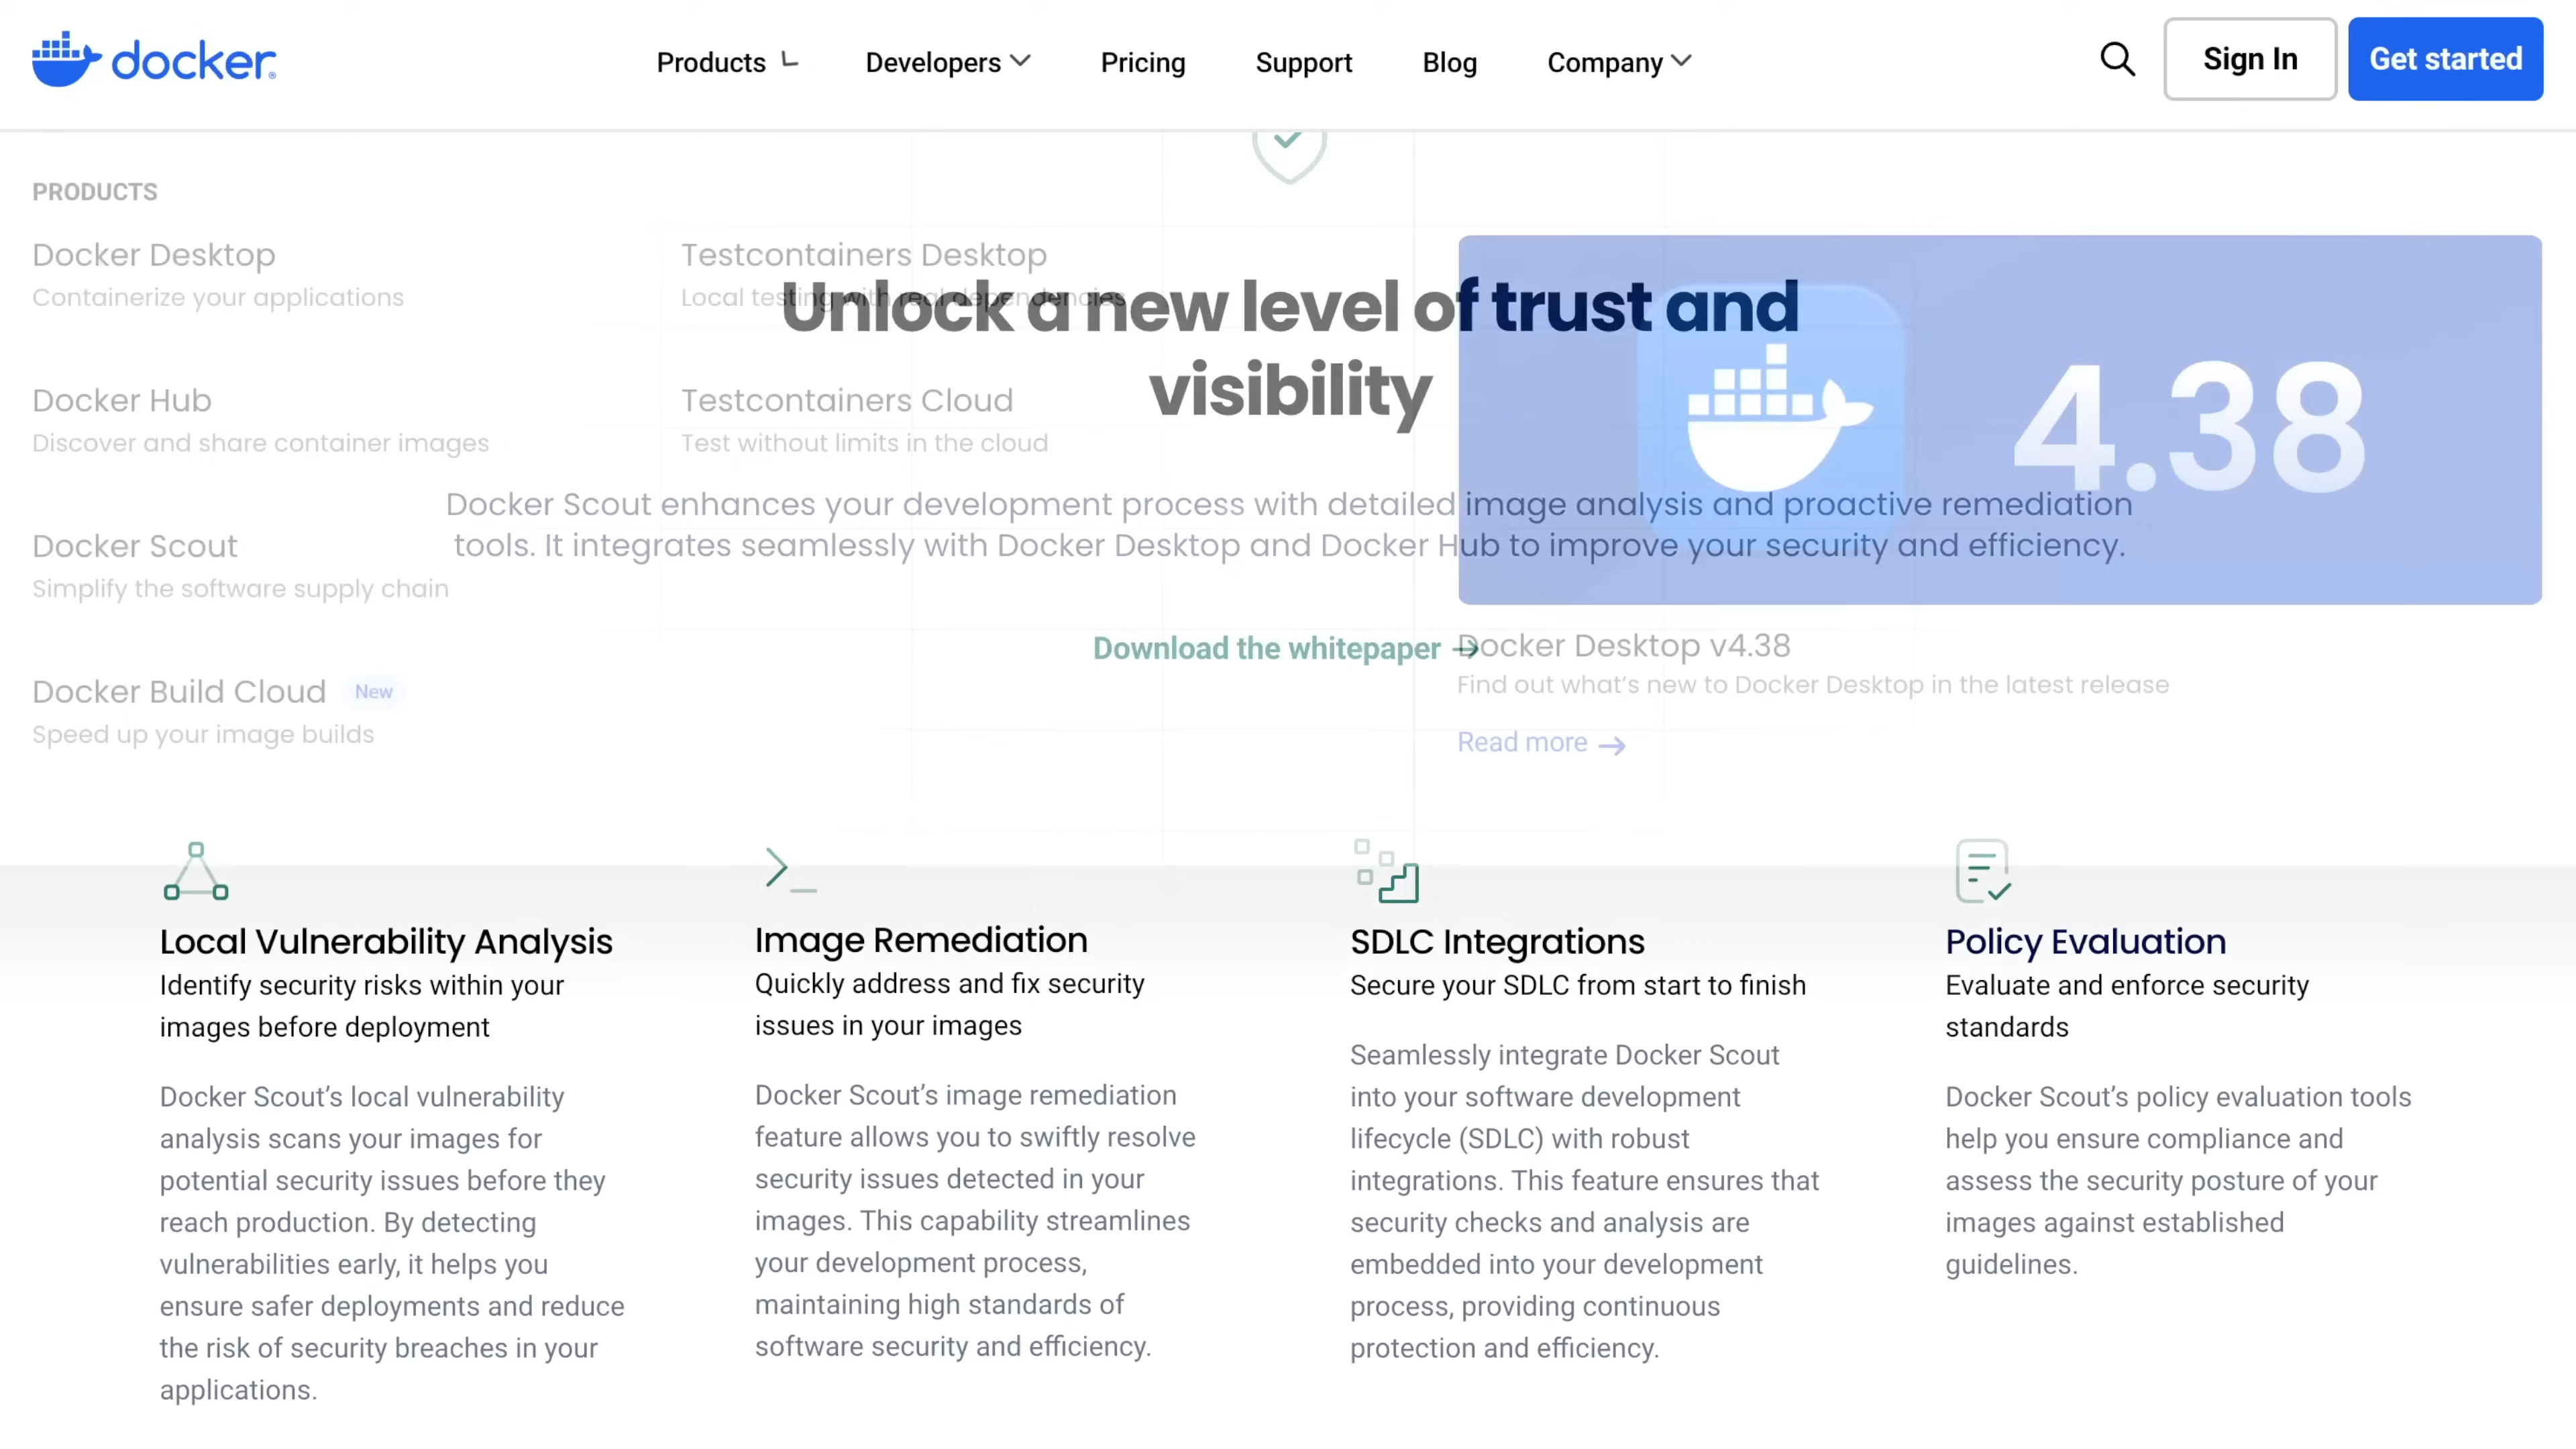 docker
Products
Developers
Pricing
Support
Blog
Company
Sign In
Get started
PRODUCTS
Docker Desktop
Containerize your applications
Docker Hub
Discover and share container images
Docker Scout
Simplify the software supply chain
Docker Build Cloud New
Speed up your image builds
Testcontainers Desktop
Local testing with real dependencies
Testcontainers Cloud
Test without limits in the cloud
4.38
Docker Desktop v4.38
Find out what’s new to Docker Desktop in the latest release
Read more
Unlock a new level of trust and
visibility
Docker Scout enhances your development process with detailed image analysis and proactive remediation
tools. It integrates seamlessly with Docker Desktop and Docker Hub to improve your security and efficiency.
Download the whitepaper
Local Vulnerability Analysis
Identify security risks within your
images before deployment
Docker Scout’s local vulnerability
analysis scans your images for
potential security issues before they
reach production. By detecting
vulnerabilities early, it helps you
ensure safer deployments and reduce
the risk of security breaches in your
applications.
Image Remediation
Quickly address and fix security
issues in your images
Docker Scout’s image remediation
feature allows you to swiftly resolve
security issues detected in your
images. This capability streamlines
your development process,
maintaining high standards of
software security and efficiency.
SDLC Integrations
Secure your SDLC from start to finish
Seamlessly integrate Docker Scout
into your software development
lifecycle (SDLC) with robust
integrations. This feature ensures that
security checks and analysis are
embedded into your development
process, providing continuous
protection and efficiency.
Policy Evaluation
Evaluate and enforce security
standards
Docker Scout’s policy evaluation tools
help you ensure compliance and
assess the security posture of your
images against established
guidelines.